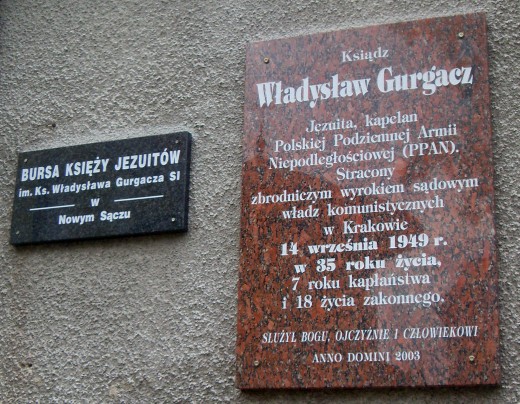 BURSA KSIĘŻY JEZUITÓW
im. Ks. Władysława Gurgacza SI
w
Nowym Sączu
Ksiądz
Władysław Gurgacz
Jezuita, kapelan
Polskiej Podziemnej Armii
Niepodległościowej (PPAN).
Stracony
zbrodniczym wyrokiem sądowym
władz komunistycznych
w Krakowie
14 września 1949 r.
w 35 roku życia,
7 roku kapłaństwa
i 18 życia zakonnego.
SŁUŻYŁ BOGU, OJCZYŹNIE I CZŁOWIEKOWI
ANNO DOMINI 2003